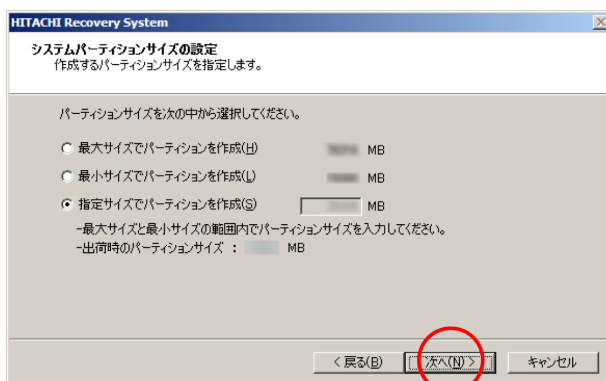 HITACHI Recovery System
システムパーティションサイズの設定
作成するパーティションサイズを指定します。
パーティションサイズを次の中から選択してください。
最大サイズでパーティションを作成(H) MB
最小サイズでパーティションを作成(L) MB
指定サイズでパーティションを作成(S) MB
-最大サイズと最小サイズの範囲内でパーティションサイズを入力してください。
-出荷時のパーティションサイズ : MB
< 戻る(B) 次へ(N) > キャンセル